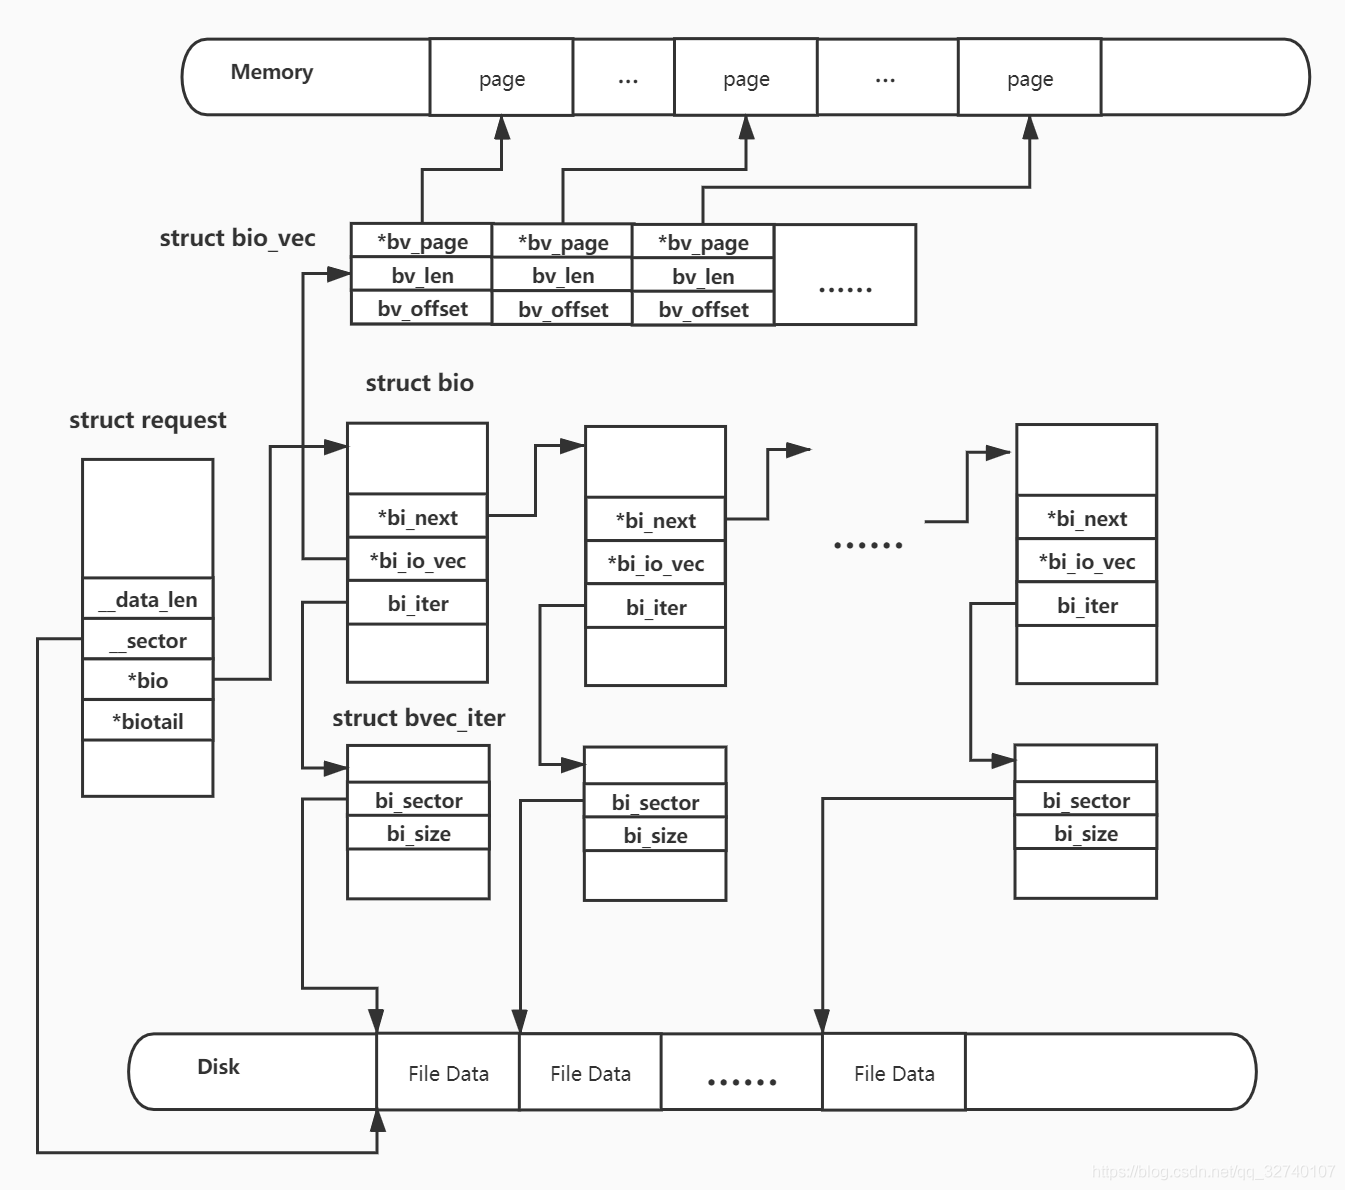 Memory
page
...
page
...
page
struct bio_vec
*bv_page
*bv_page
*bv_page
bv_len
bv_len
bv_len
......
bv_offset
bv_offset
bv_offset
struct bio
struct request
*bi_next
*bi_next
*bi_next
*bi_io_vec
*bi_io_vec
*bi_io_vec
......
bi_iter
bi_iter
bi_iter
__data_len
__sector
*bio
*biotail
struct bvec_iter
bi_sector
bi_sector
bi_sector
bi_size
bi_size
bi_size
Disk
File Data
File Data
......
File Data
https://blog.csdn.net/qq_32740107